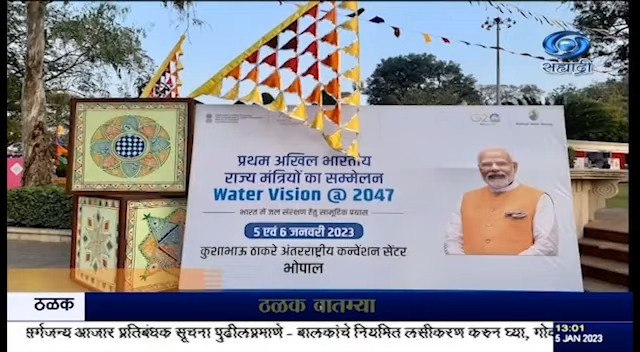 सह्याद्री
G20
प्रथम अखिल भारतीय
राज्य मंत्रियों का सम्मेलन
Water Vision @ 2047
भारत में जल संरक्षण हेतु सामूहिक प्रयास
5 एवं 6 जनवरी 2023
कुशाभाऊ ठाकरे अंतरराष्ट्रीय कन्वेंशन सेंटर
भोपाल
ठळक
ठळक बातम्या
र्गजन्य आजार प्रतिबंधक सूचना पुढीलप्रमाणे - बालकांचे नियमित लसीकरण करुन घ्या,
13:01
5 JAN 2023